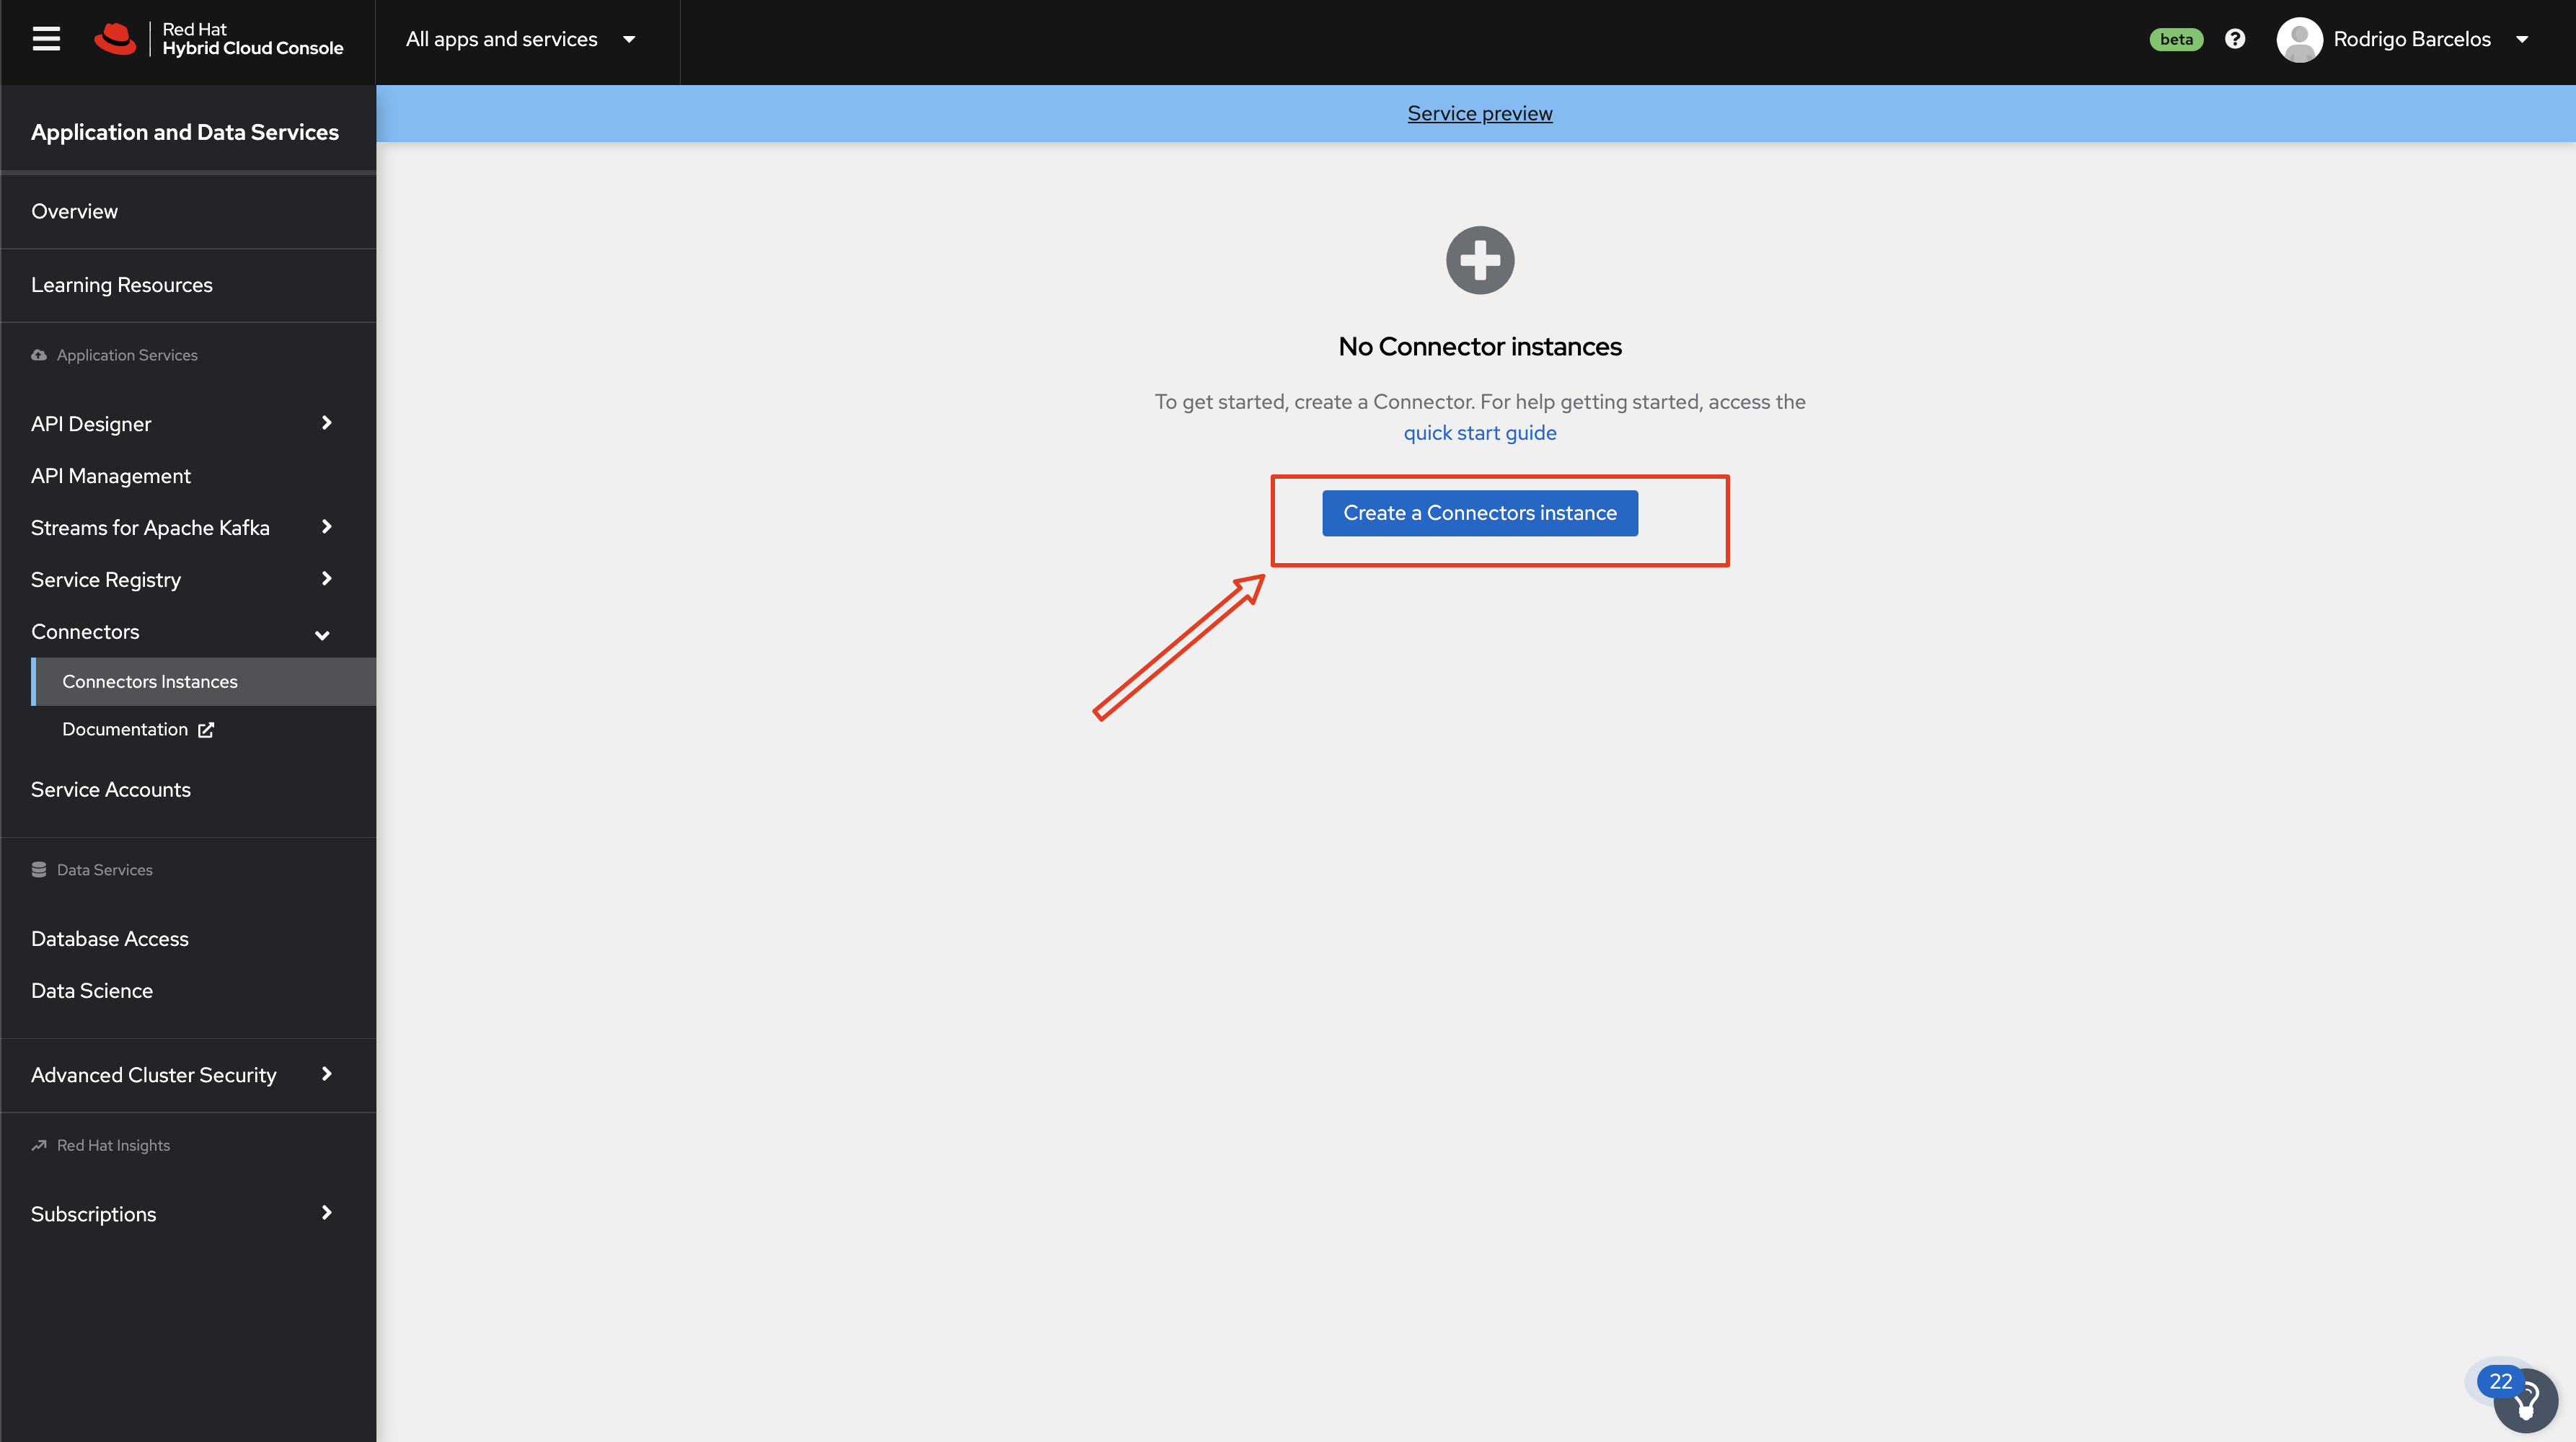 Red Hat
Hybrid Cloud Console
All apps and services
beta
Rodrigo Barcelos
Application and Data Services
Overview
Learning Resources
Application Services
API Designer
API Management
Streams for Apache Kafka
Service Registry
Connectors
Connectors Instances
Documentation
Service Accounts
Data Services
Database Access
Data Science
Advanced Cluster Security
Red Hat Insights
Subscriptions
Service preview
No Connector instances
To get started, create a Connector. For help getting started, access the
quick start guide
Create a Connectors instance
22